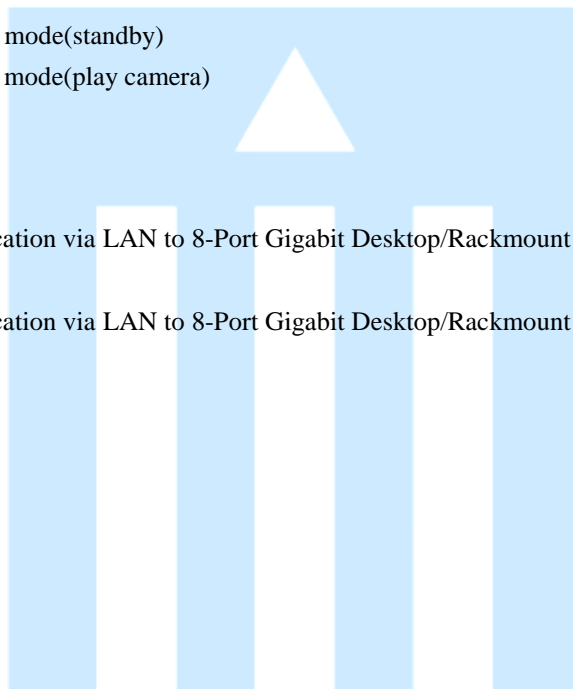 mode(standby)
mode(play camera)
cation via LAN to 8-Port Gigabit Desktop/Rackmount
cation via LAN to 8-Port Gigabit Desktop/Rackmount